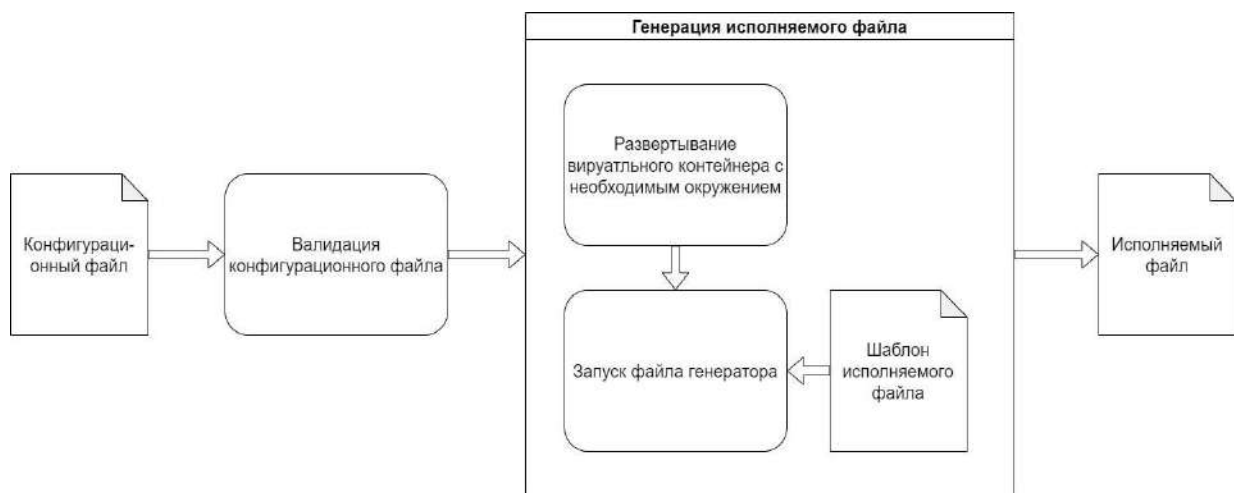 Генерация исполняемого файла
Развертывание
вируатльного контейнера с
необходимым окружением
Конфигураци-
онный файл
Валидация
конфигурационного файла
Исполняемый
файл
Запуск файла генератора
Шаблон
исполняемого
файла